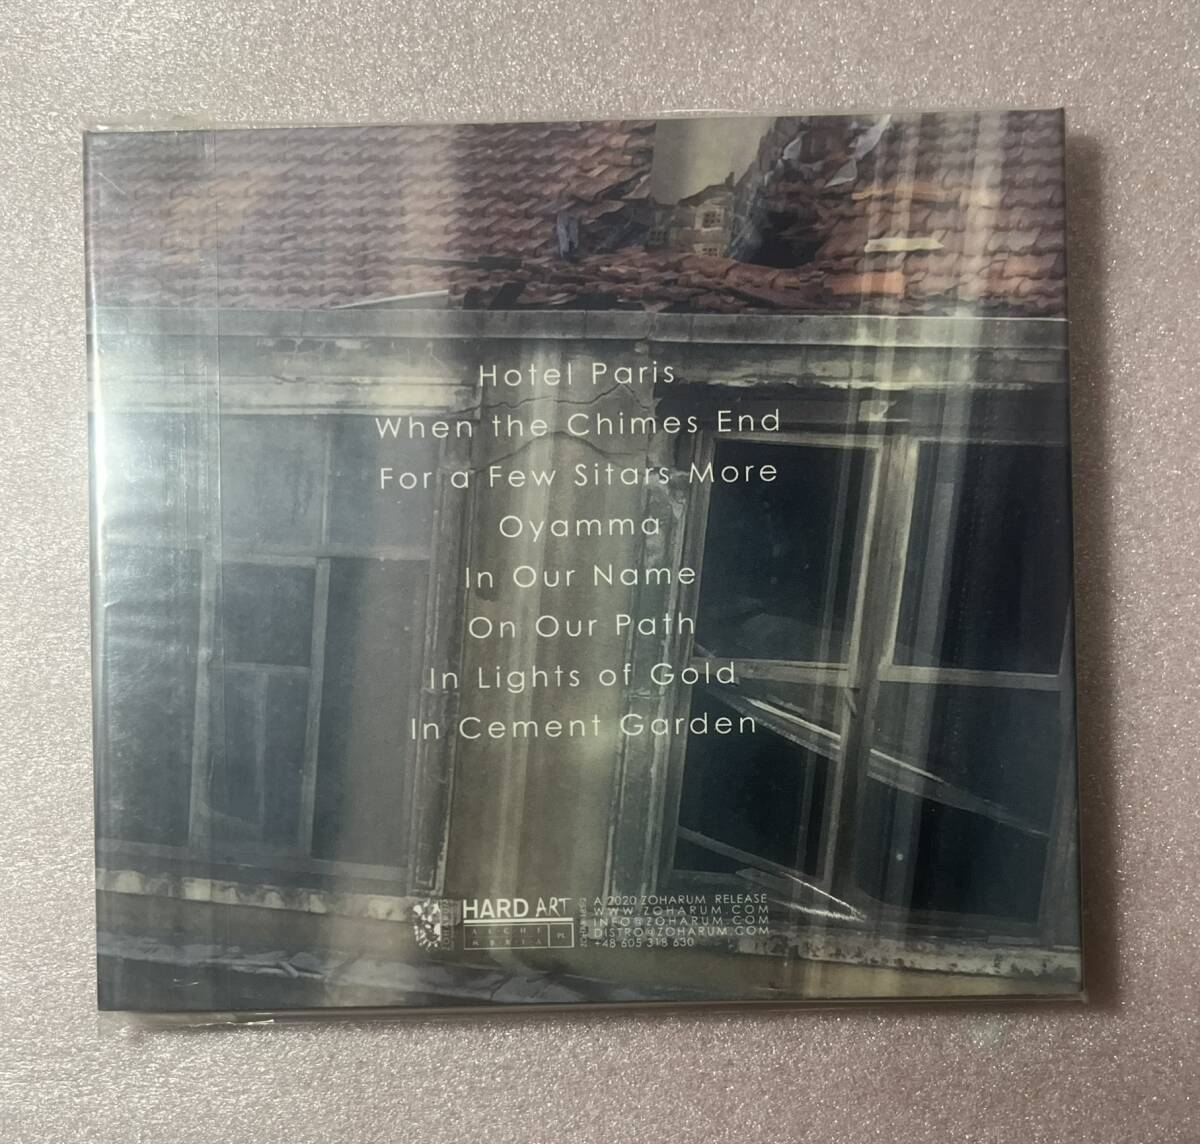 Hotel Paris
When the Chimes End
For a Few Sitars More
Oyamma
In Our Name
On Our Path
In Lights of Gold
In Cement Garden
HARD ART
PL
A 2020 ZOHARUM RELEASE
WWW.ZOHARUM.COM
INFO@ZOHARUM.COM
DISTRO@ZOHARUM.COM
+48 605 318 630